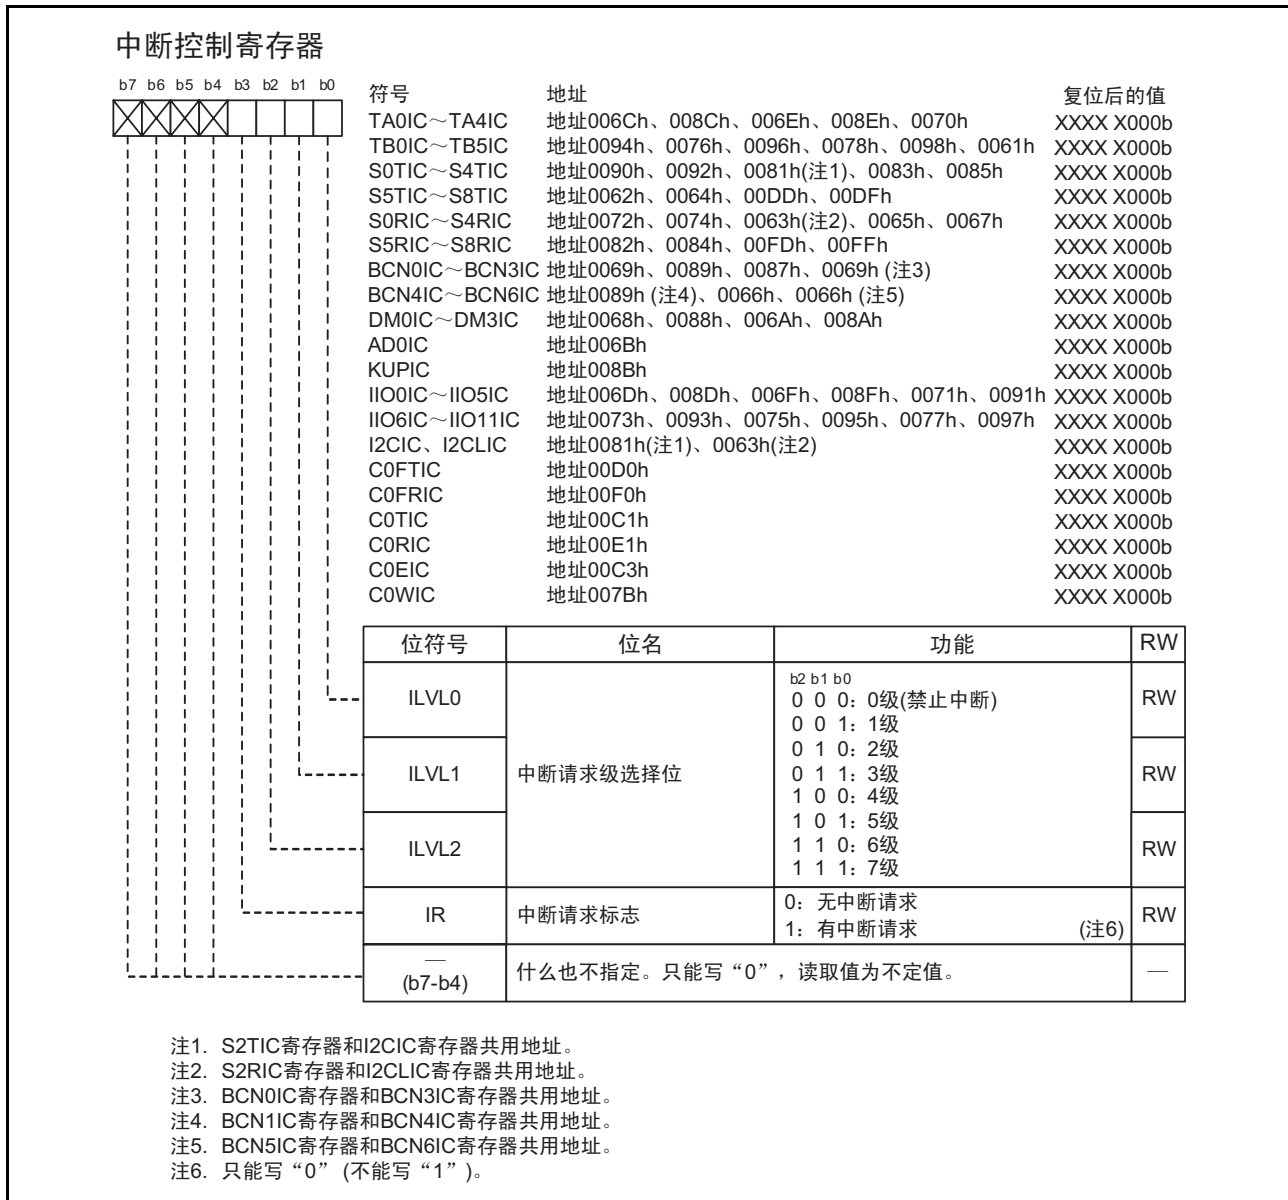 中断控制寄存器
b7 b6 b5 b4 b3 b2 b1 b0
符号 地址 复位后的值
TA0IC～TA4IC 地址006Ch、008Ch、006Eh、008Eh、0070h XXXX X000b
TB0IC～TB5IC 地址0094h、0076h、0096h、0078h、0098h、0061h XXXX X000b
S0TIC～S4TIC 地址0090h、0092h、0081h(注1)、0083h、0085h XXXX X000b
S5TIC～S8TIC 地址0062h、0064h、00DDh、00DFh XXXX X000b
S0RIC～S4RIC 地址0072h、0074h、0063h(注2)、0065h、0067h XXXX X000b
S5RIC～S8RIC 地址0082h、0084h、00FDh、00FFh XXXX X000b
BCN0IC～BCN3IC 地址0069h、0089h、0087h、0069h (注3) XXXX X000b
BCN4IC～BCN6IC 地址0089h (注4)、0066h、0066h (注5) XXXX X000b
DM0IC～DM3IC 地址0068h、0088h、006Ah、008Ah XXXX X000b
AD0IC 地址006Bh XXXX X000b
KUPIC 地址008Bh XXXX X000b
IIO0IC～IIO5IC 地址006Dh、008Dh、006Fh、008Fh、0071h、0091h XXXX X000b
IIO6IC～IIO11IC 地址0073h、0093h、0075h、0095h、0077h、0097h XXXX X000b
I2CIC、I2CLIC 地址0081h(注1)、0063h(注2) XXXX X000b
C0FTIC 地址00D0h XXXX X000b
C0FRIC 地址00F0h XXXX X000b
C0TIC 地址00C1h XXXX X000b
C0RIC 地址00E1h XXXX X000b
C0EIC 地址00C3h XXXX X000b
C0WIC 地址007Bh XXXX X000b
位符号 位名 功能 RW
ILVL0 RW
ILVL1 中断请求级选择位 RW
ILVL2 RW
b2 b1 b0
0 0 0: 0级(禁止中断)
0 0 1: 1级
0 1 0: 2级
0 1 1: 3级
1 0 0: 4级
1 0 1: 5级
1 1 0: 6级
1 1 1: 7级
IR 中断请求标志 RW
0: 无中断请求
1: 有中断请求 (注6)
—
(b7-b4) 什么也不指定。只能写“0”，读取值为不定值。 —
注1. S2TIC寄存器和I2CIC寄存器共用地址。
注2. S2RIC寄存器和I2CLIC寄存器共用地址。
注3. BCN0IC寄存器和BCN3IC寄存器共用地址。
注4. BCN1IC寄存器和BCN4IC寄存器共用地址。
注5. BCN5IC寄存器和BCN6IC寄存器共用地址。
注6. 只能写“0” (不能写“1”)。